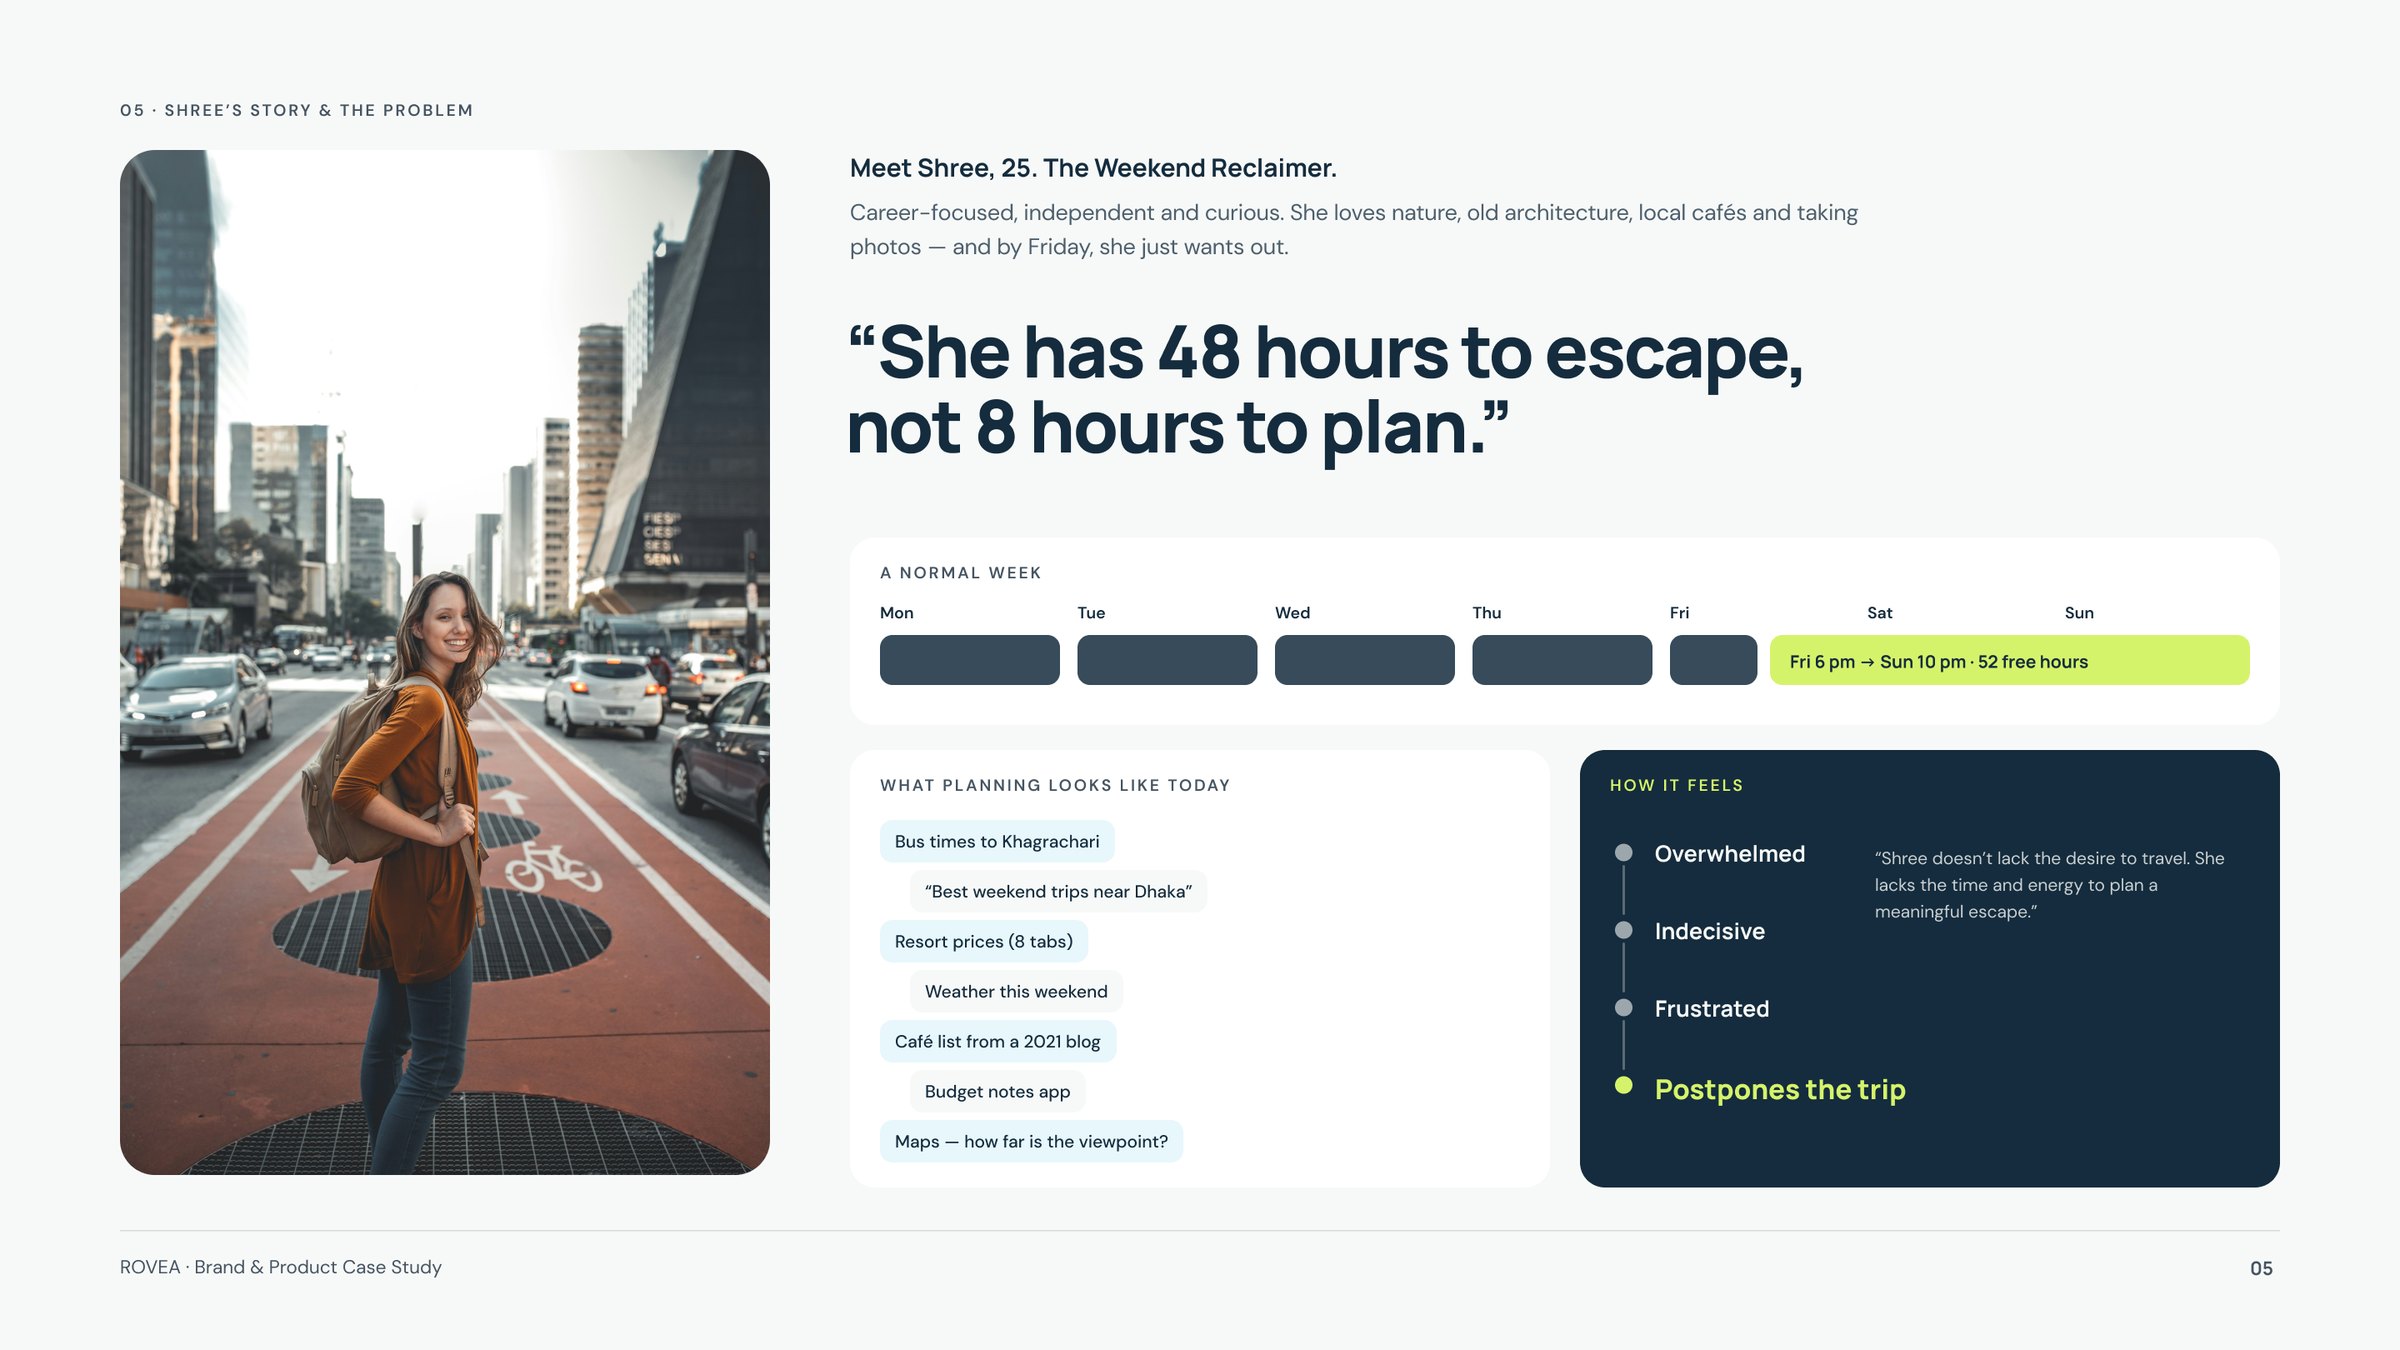 05 · SHREE’S STORY & THE PROBLEM
Meet Shree, 25. The Weekend Reclaimer.
Career-focused, independent and curious. She loves nature, old architecture, local cafés and taking
photos — and by Friday, she just wants out.
“She has 48 hours to escape,
not 8 hours to plan.”
A NORMAL WEEK
Mon Tue Wed Thu Fri Sat Sun
Fri 6 pm → Sun 10 pm · 52 free hours
WHAT PLANNING LOOKS LIKE TODAY
Bus times to Khagrachari
“Best weekend trips near Dhaka”
Resort prices (8 tabs)
Weather this weekend
Café list from a 2021 blog
Budget notes app
Maps — how far is the viewpoint?
HOW IT FEELS
Overwhelmed
Indecisive
Frustrated
Postpones the trip
“Shree doesn’t lack the desire to travel. She
lacks the time and energy to plan a
meaningful escape.”
ROVEA · Brand & Product Case Study
05